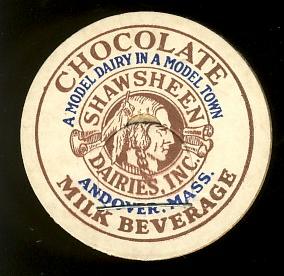 CHOCOLATE
A MODEL DAIRY IN A MODEL TOWN
SHAWSHEEN
DAIRIES, INC.
ANDOVER, MASS.
MILK BEVERAGE